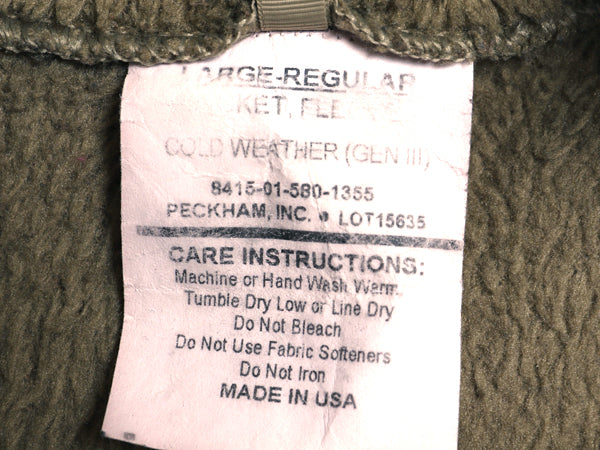 LARGE-REGULAR
KET, FLEECE
COLD WEATHER (GEN III)
8415-01-580-1355
PECKHAM, INC. • LOT15635
CARE INSTRUCTIONS:
Machine or Hand Wash Warm.
Tumble Dry Low or Line Dry
Do Not Bleach
Do Not Use Fabric Softeners
Do Not Iron
MADE IN USA